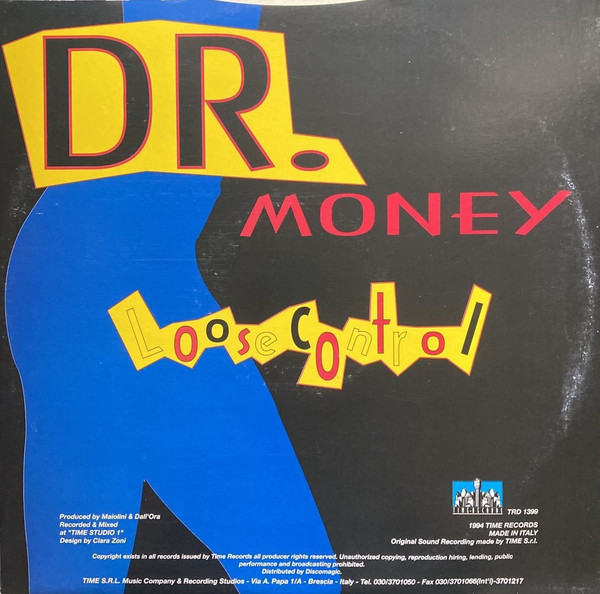 DR.
MONEY
Loose Control
Produced by Maiolini & Dall'Ora
Recorded & Mixed
at "TIME STUDIO 1"
Design by Clara Zoni
TIME RECORDS
TRD 1399
1994 TIME RECORDS
MADE IN ITALY
Original Sound Recording made by TIME S.r.l.
Copyright exists in all records issued by Time Records all producer rights reserved. Unauthorized copying, reproduction hiring, lending, public
performance and broadcasting prohibited.
Distributed by Discomagic.
TIME S.R.L. Music Company & Recording Studios - Via A. Papa 1/A - Brescia - Italy - Tel. 030/3701050 - Fax 030/3701066(Int'l)-3701217